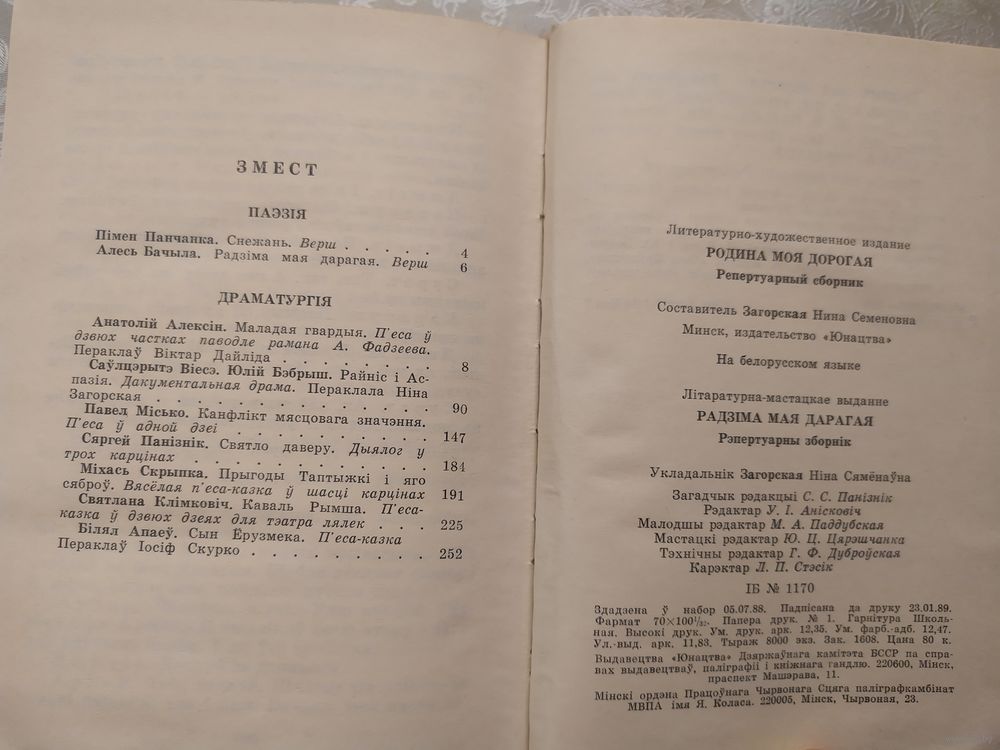 ЗМЕСТ
ПАЭЗІЯ
Пімен Панчанка. Снежань. Верш . . . . . 4
Алесь Бачыла. Радзіма мая дарагая. Верш 6
ДРАМАТУРГІЯ
Анатолій Алексін. Маладая гвардыя. П'еса ў
дзвюх частках паводле рамана А. Фадзеева.
Пераклаў Віктар Дайліда . . . . . . . 8
Саўлцэрытэ Віесэ. Юлій Бэбрыш. Райніс і Ас-
пазія. Дакументальная драма. Пераклала Ніна
Загорская . . . . . . . . . . . . 90
Павел Місько. Канфлікт мясцовага значэння.
П'еса ў адной дзеі . . . . . . . . . 147
Сяргей Панізнік. Святло даверу. Дыялог у
трох карцінах . . . . . . . . . . . 184
Міхась Скрыпка. Прыгоды Таптыжкі і яго
сяброў. Вясёлая п'еса-казка ў шасці карцінах 191
Святлана Клімковіч. Каваль Рымша. П'еса-
казка ў дзвюх дзеях для тэатра лялек . . . 225
Білял Апаеў. Сын Ёрузмека. П'еса-казка
Пераклаў Іосіф Скурко . . . . . . . . . 252
Литературно-художественное издание
РОДИНА МОЯ ДОРОГАЯ
Репертуарный сборник
Составитель Загорская Нина Семеновна
Минск, издательство «Юнацтва»
На белорусском языке
Літаратурна-мастацкае выданне
РАДЗІМА МАЯ ДАРАГАЯ
Рэпертуарны зборнік
Укладальнік Загорская Ніна Сямёнаўна
Загадчык рэдакцыі С. С. Панізнік
Рэдактар У. І. Анісковіч
Малодшы рэдактар М. А. Паддубская
Мастацкі рэдактар Ю. Ц. Цярэшчанка
Тэхнічны рэдактар Г. Ф. Дуброўская
Карэктар Л. П. Стэсік
ІБ № 1170
Здадзена ў набор 05.07.88. Падпісана да друку 23.01.89.
Фармат 70×100¹/₃₂. Папера друк. № 1. Гарнітура Школь-
ная. Высокі друк. Ум. друк. арк. 12,35. Ум. фарб.-адб. 12,47.
Ул.-выд. арк. 11,83. Тыраж 8000 экз. Зак. 1608. Цана 80 к.
Выдавецтва «Юнацтва» Дзяржаўнага камітэта БССР па спра-
вах выдавецтваў, паліграфіі і кніжнага гандлю. 220600, Мінск,
праспект Машэрава, 11.
Мінскі ордэна Працоўнага Чырвонага Сцяга паліграфкамбінат
МВПА імя Я. Коласа. 220005, Мінск, Чырвоная, 23.